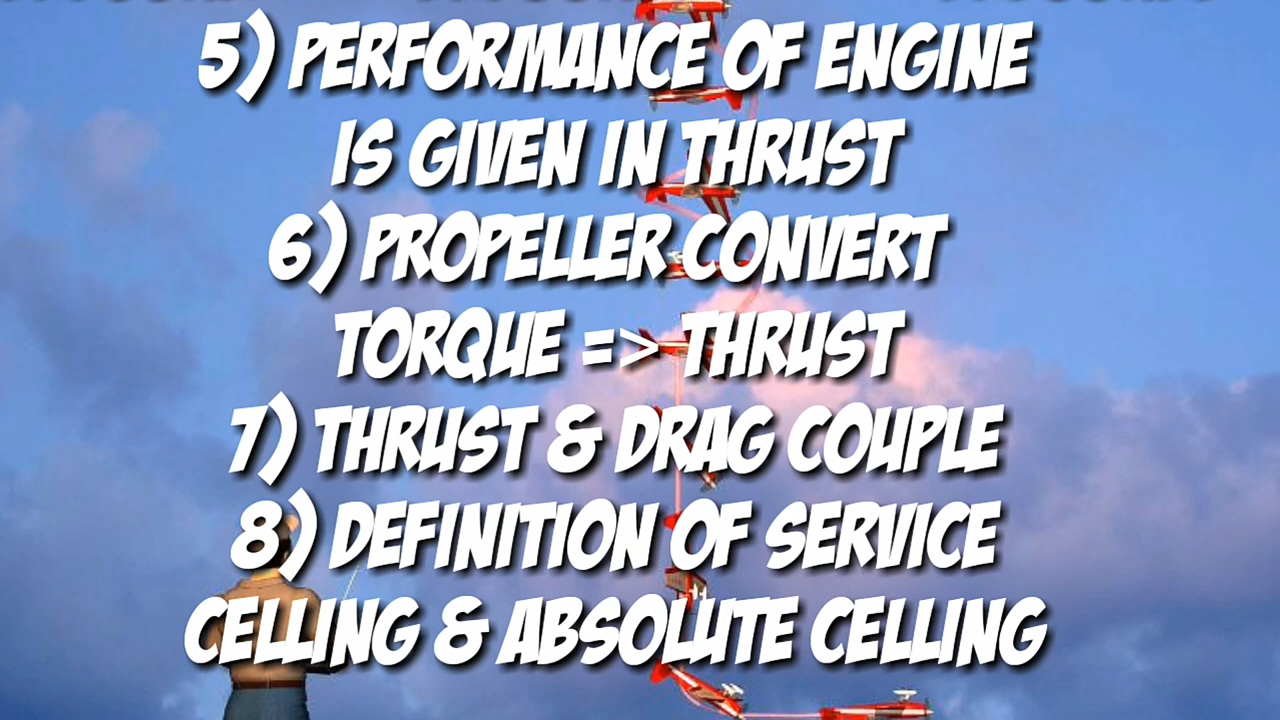 5) PERFORMANCE OF ENGINE
IS GIVEN IN THRUST
6) PROPELLER CONVERT
TORQUE => THRUST
7) THRUST & DRAG COUPLE
8) DEFINITION OF SERVICE
CELLING & ABSOLUTE CELLING